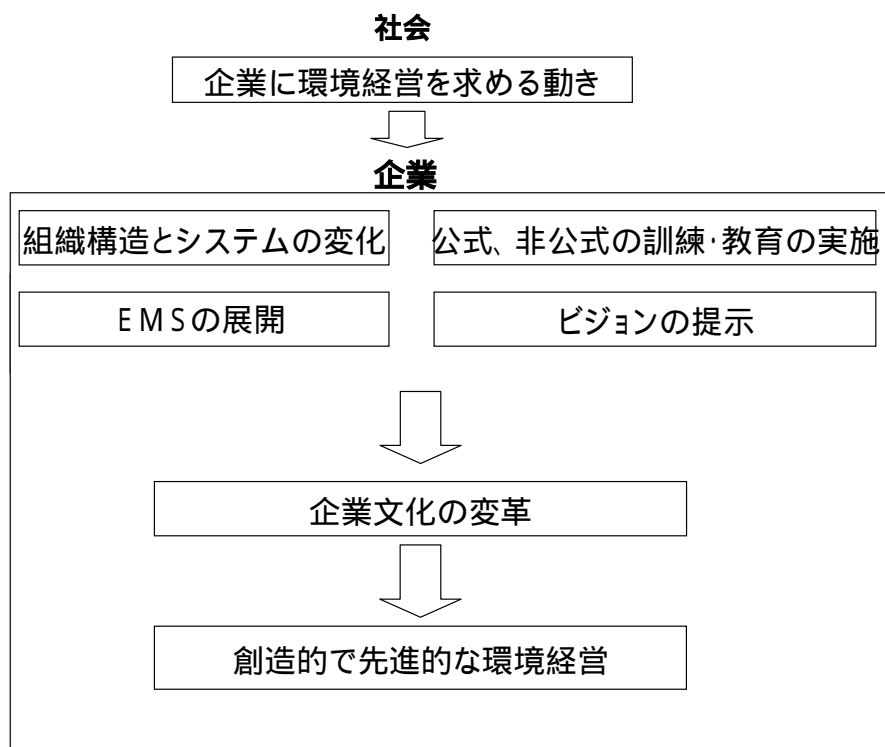 社会
企業に環境経営を求める動き
企業
組織構造とシステムの変化
公式、非公式の訓練・教育の実施
EMSの展開
ビジョンの提示
企業文化の変革
創造的で先進的な環境経営